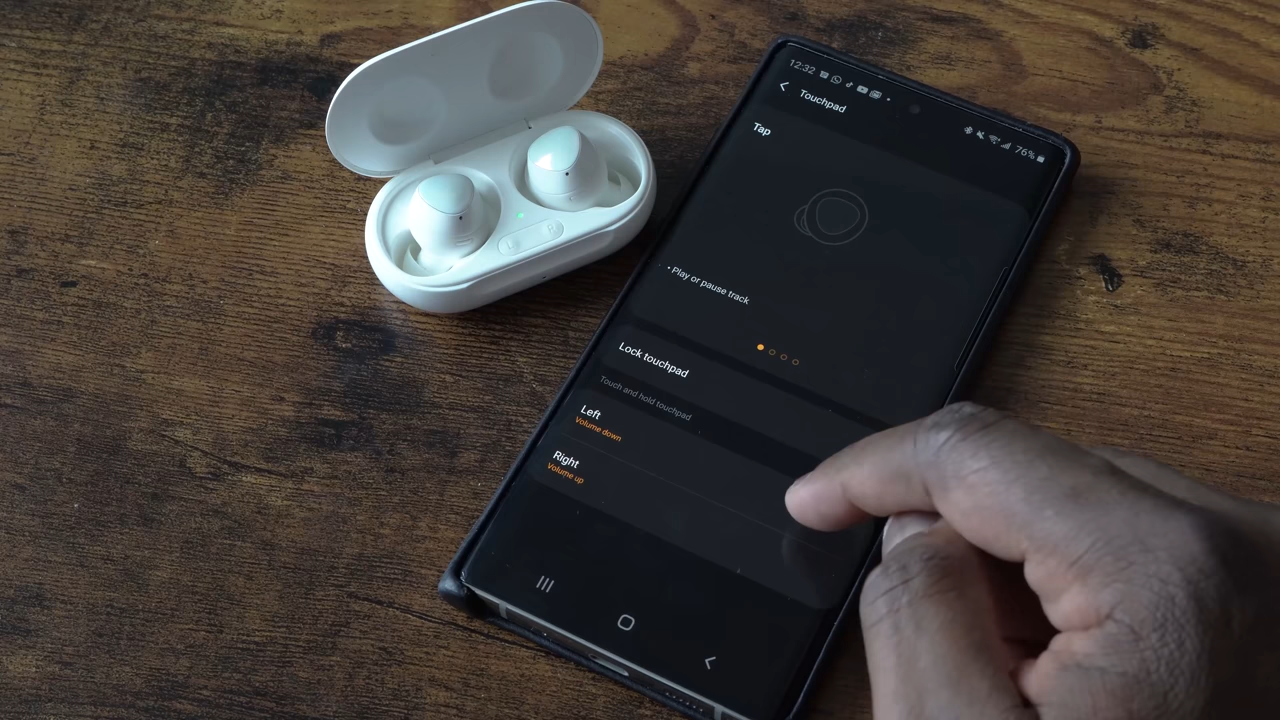 12:32
76%
Touchpad
Tap
• Play or pause track
Lock touchpad
Touch and hold touchpad
Left
Volume down
Right
Volume up
L R